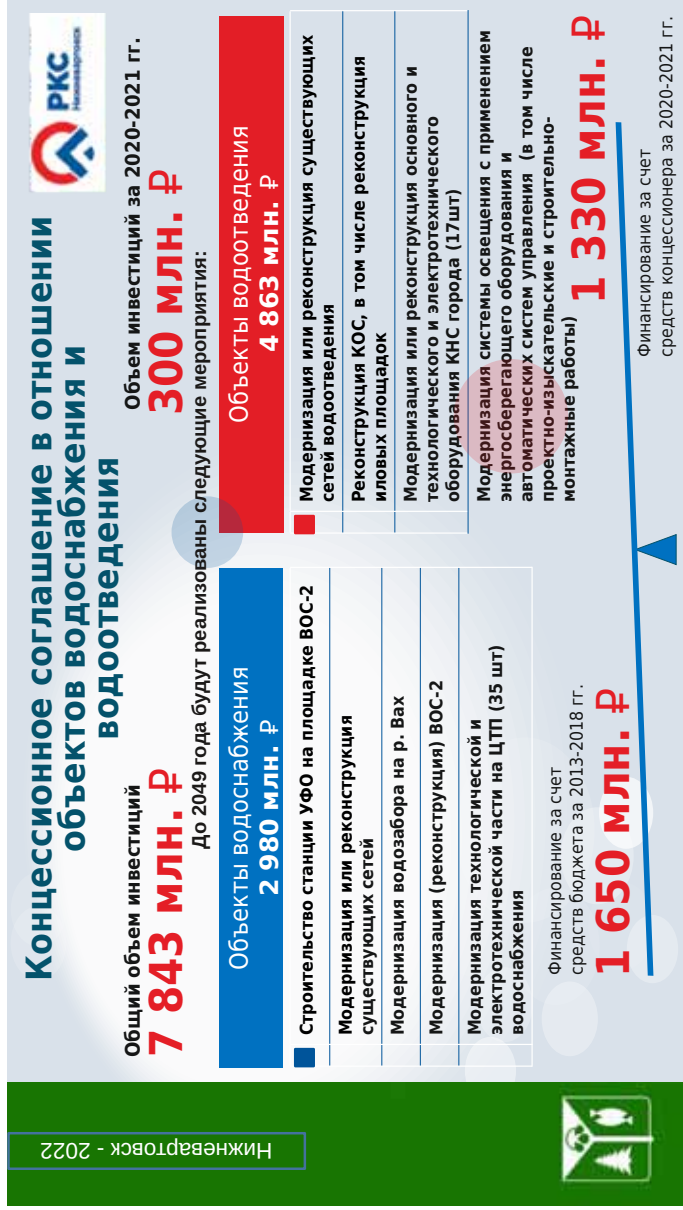 Концессионное соглашение в отношении
объектов водоснабжения и
водоотведения
РКС
Нижневартовск
Общий объем инвестиций
7 843 млн. ₽
Объем инвестиций за 2020-2021 гг.
300 млн. ₽
До 2049 года будут реализованы следующие мероприятия:
Объекты водоснабжения
2 980 млн. ₽
Строительство станции УФО на площадке ВОС-2
Модернизация или реконструкция
существующих сетей
Модернизация водозабора на р. Вах
Модернизация (реконструкция) ВОС-2
Модернизация технологической и
электротехнической части на ЦТП (35 шт)
водоснабжения
Объекты водоотведения
4 863 млн. ₽
Модернизация или реконструкция существующих
сетей водоотведения
Реконструкция КОС, в том числе реконструкция
иловых площадок
Модернизация или реконструкция основного и
технологического и электротехнического
оборудования КНС города (17шт)
Модернизация системы освещения с применением
энергосберегающего оборудования и
автоматических систем управления (в том числе
проектно-изыскательские и строительно-
монтажные работы)
Финансирование за счет
средств бюджета за 2013-2018 гг.
1 650 млн. ₽
1 330 млн. ₽
Финансирование за счет
средств концессионера за 2020-2021 гг.
Нижневартовск - 2022